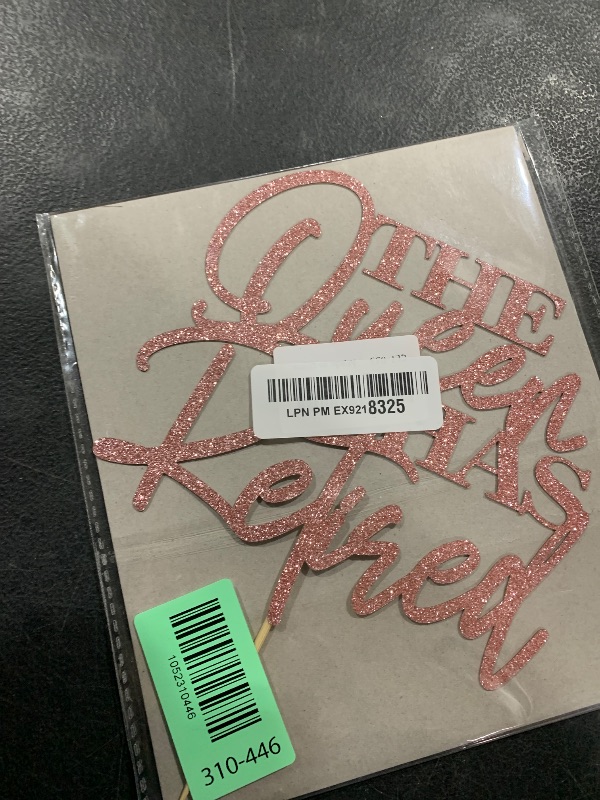 THE
Queen
HAS
Retired
LPN PM EX9218325
1052310446
310-446